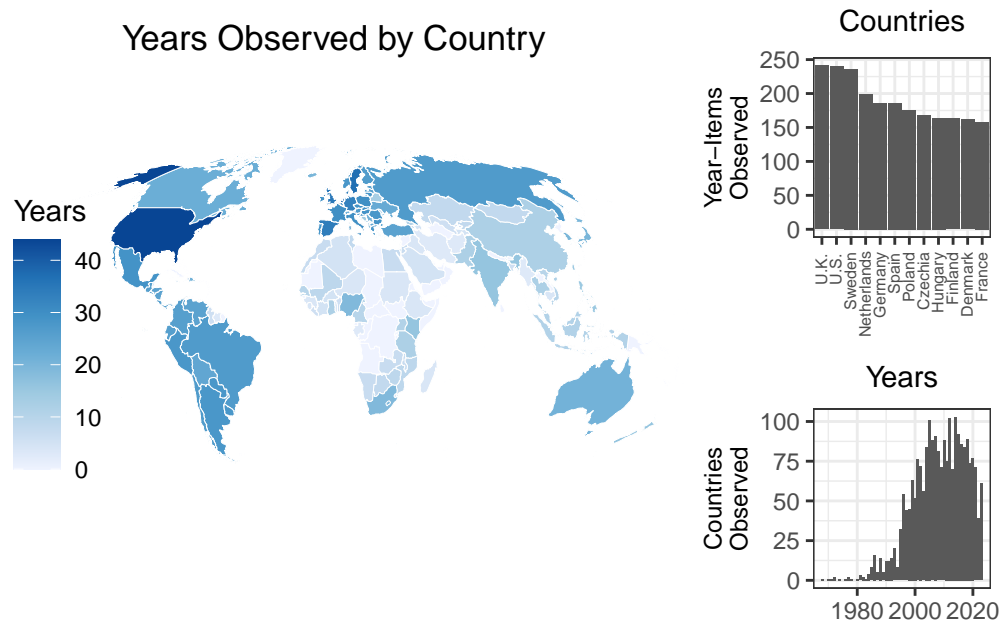 Years Observed by Country
Years
40
30
20
10
0
Countries
Year−Items
Observed
250
200
150
100
50
0
U.K.
U.S.
Sweden
Netherlands
Germany
Spain
Poland
Czechia
Hungary
Finland
Denmark
France
Years
Countries
Observed
100
75
50
25
0
1980 2000 2020